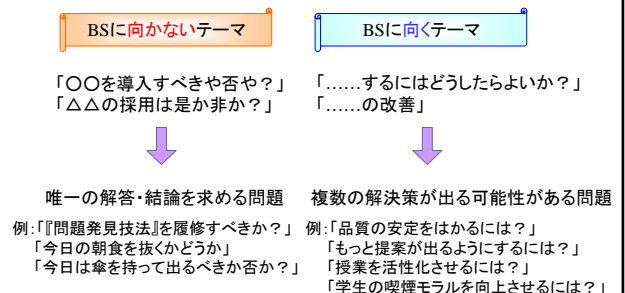 BSに向かないテーマ
「〇〇を導入すべきや否や？」
「△△の採用は是か非か？」
唯一の解答・結論を求める問題
例:「『問題発見技法』を履修すべきか？」
「今日の朝食を抜くかどうか」
「今日は傘を持って出るべきか否か？」
BSに向くテーマ
「……するにはどうしたらよいか？」
「……の改善」
複数の解決策が出る可能性がある問題
例:「品質の安定をはかるには？」
「もっと提案が出るようにするには？」
「授業を活性化させるには？」
「学生の喫煙モラルを向上させるには？」